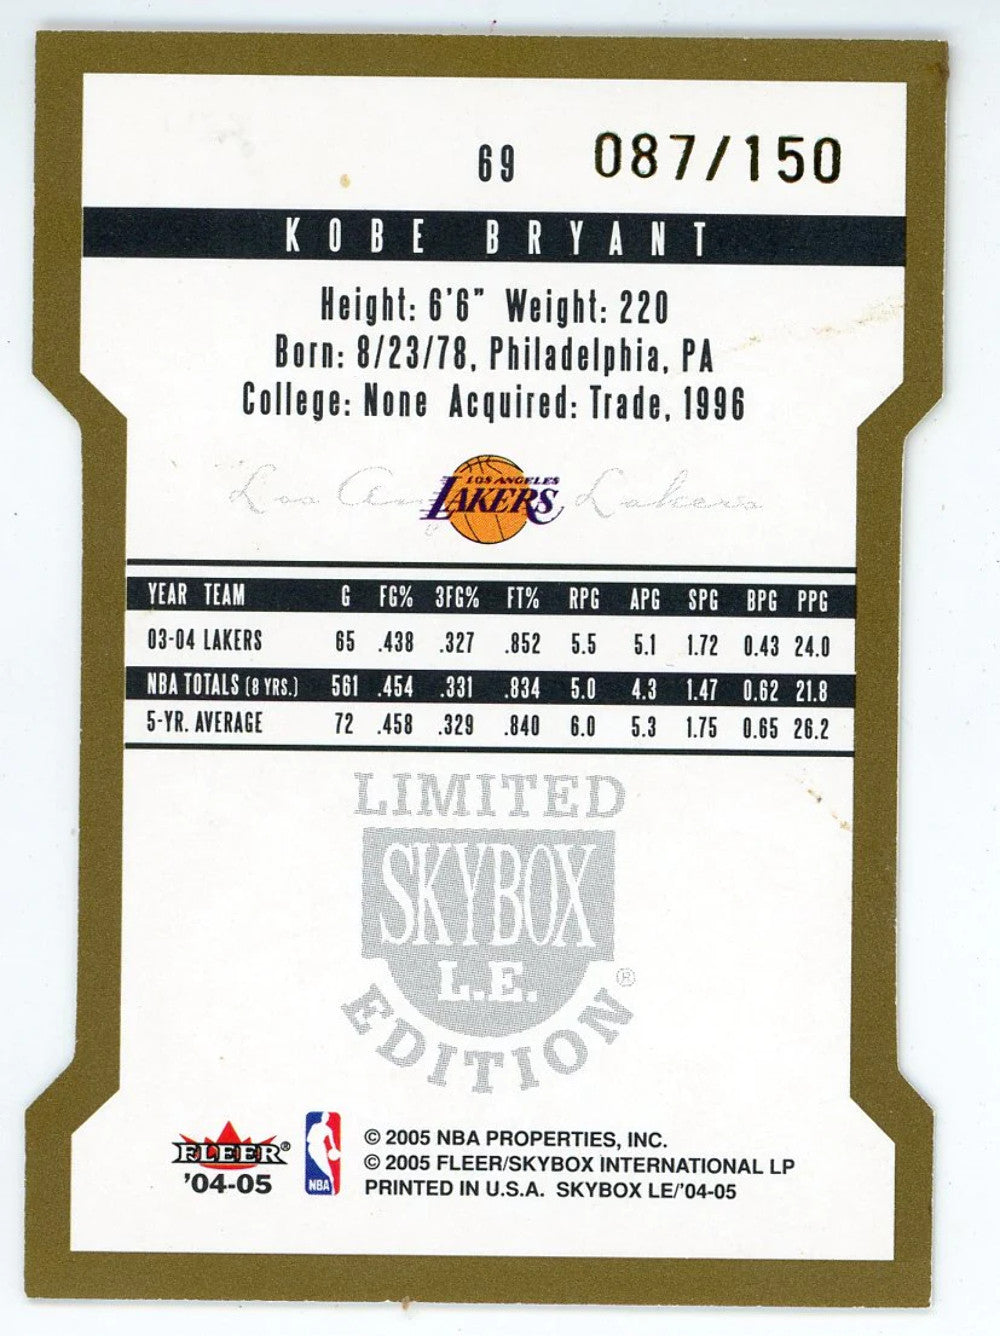 69 087/150
KOBE BRYANT
Height: 6'6" Weight: 220
Born: 8/23/78, Philadelphia, PA
College: None Acquired: Trade, 1996
Los An Lakers
LOS ANGELES
LAKERS
YEAR TEAM G FG% 3FG% FT% RPG APG SPG BPG PPG
03-04 LAKERS 65 .438 .327 .852 5.5 5.1 1.72 0.43 24.0
NBA TOTALS (8 YRS.) 561 .454 .331 .834 5.0 4.3 1.47 0.62 21.8
5-YR. AVERAGE 72 .458 .329 .840 6.0 5.3 1.75 0.65 26.2
LIMITED
SKYBOX
L.E.
EDITION®
FLEER®
'04-05
NBA
© 2005 NBA PROPERTIES, INC.
© 2005 FLEER/SKYBOX INTERNATIONAL LP
PRINTED IN U.S.A. SKYBOX LE/'04-05